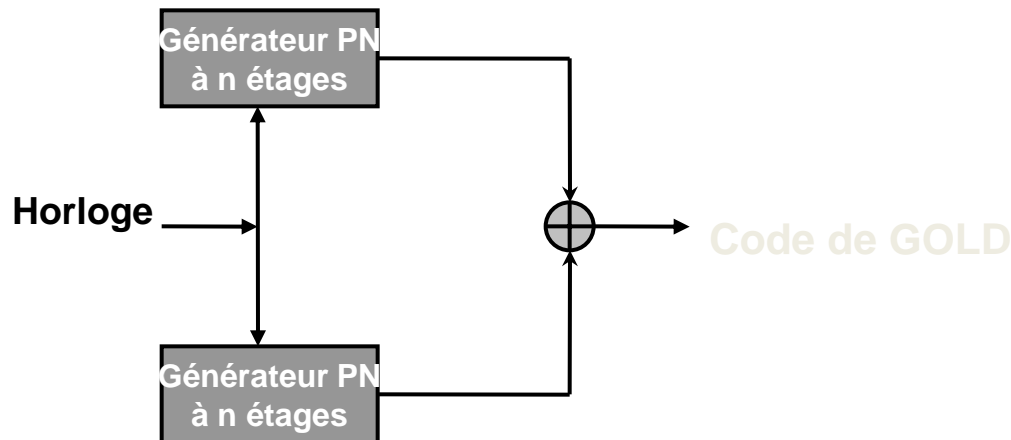 Générateur PN
à n étages
Horloge
Code de GOLD
Générateur PN
à n étages